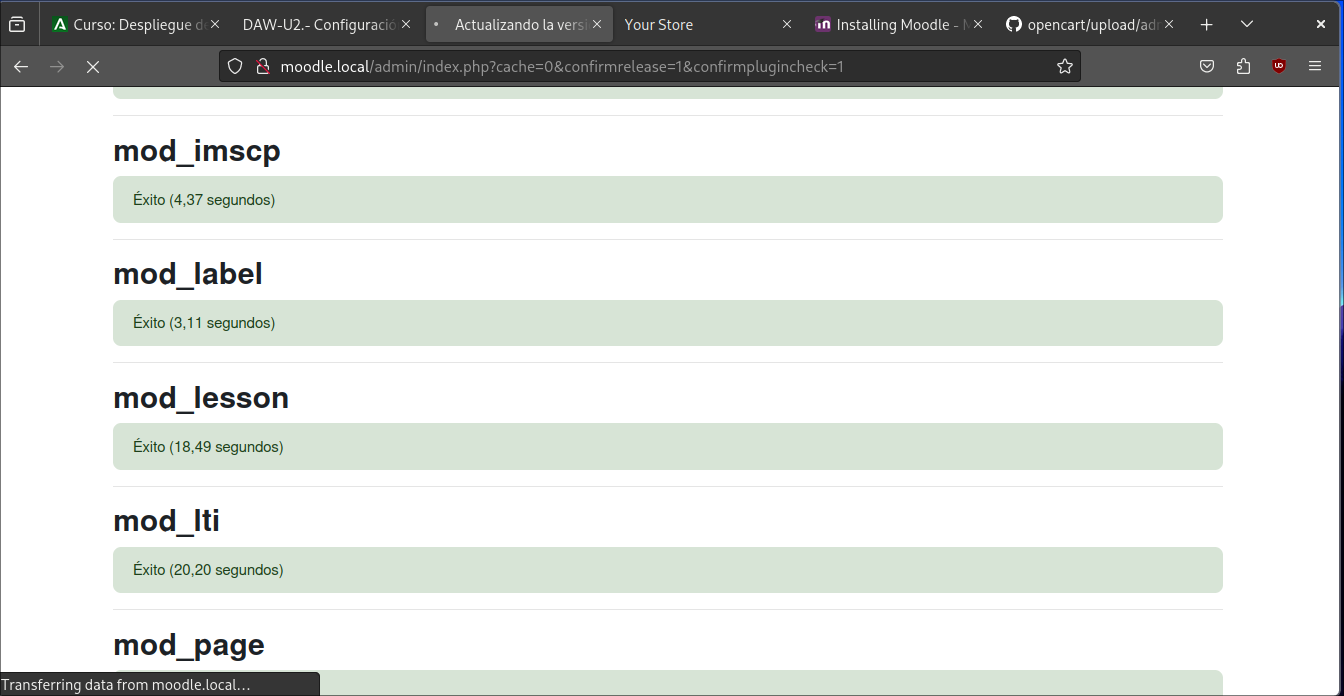 Curso: Despliegue de
DAW-U2.- Configuració
Actualizando la versi
Your Store
Installing Moodle - M
opencart/upload/adm
moodle.local/admin/index.php?cache=0&confirmrelease=1&confirmplugincheck=1
mod_imscp
Éxito (4,37 segundos)
mod_label
Éxito (3,11 segundos)
mod_lesson
Éxito (18,49 segundos)
mod_lti
Éxito (20,20 segundos)
mod_page
Transferring data from moodle.local…